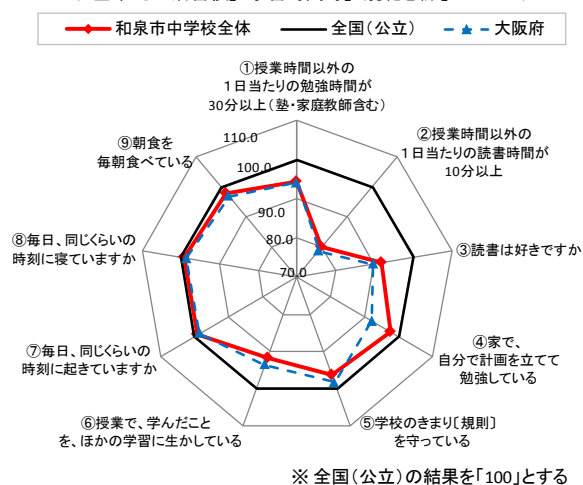 和泉市中学校全体 全国(公立) 大阪府
①授業時間以外の
1日当たりの勉強時間が
30分以上(塾・家庭教師含む)
②授業時間以外の
1日当たりの読書時間が
10分以上
③読書は好きですか
④家で、
自分で計画を立てて
勉強している
⑤学校のきまり〔規則〕
を守っている
⑥授業で、学んだこと
を、ほかの学習に生かしている
⑦毎日、同じくらいの
時刻に起きていますか
⑧毎日、同じくらいの
時刻に寝ていますか
⑨朝食を
毎朝食べている
110.0
100.0
90.0
80.0
70.0
※ 全国(公立)の結果を「100」とする